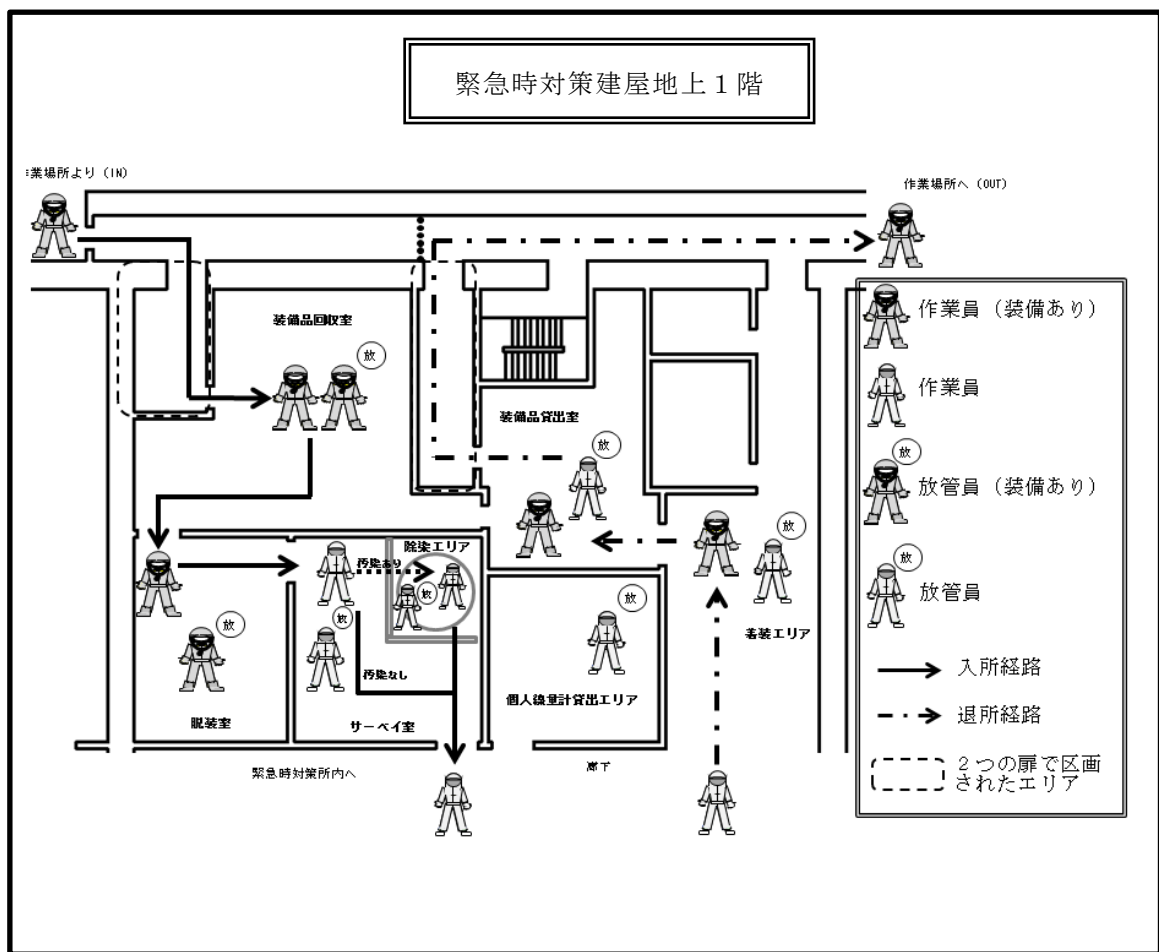 緊急時対策建屋地上１階
業場所より（IN）
作業場所へ（OUT）
装備品回収室
放
装備品貸出室
放
除染エリア
汚染あり
放
放
放
放
汚染なし
放
着装エリア
個人線量計貸出エリア
脱装室
サーベイ室
緊急時対策所内へ
廊下
作業員（装備あり）
作業員
放
放管員（装備あり）
放
放管員
入所経路
退所経路
２つの扉で区画
されたエリア